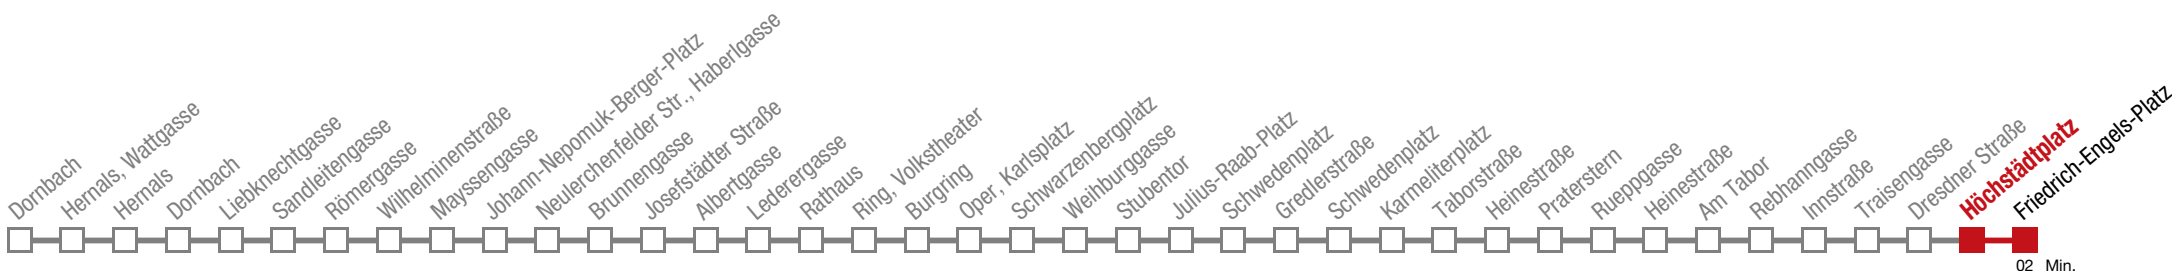 Dornbach
Hernals, Wattgasse
Hernals
Dornbach
Liebknechtgasse
Sandleitengasse
Römergasse
Wilhelminenstraße
Mayssengasse
Johann-Nepomuk-Berger-Platz
Neulerchenfelder Str., Haberlgasse
Brunnengasse
Josefstädter Straße
Albertgasse
Lederergasse
Rathaus
Ring, Volkstheater
Burgring
Oper, Karlsplatz
Schwarzenbergplatz
Weihburggasse
Stubentor
Julius-Raab-Platz
Schwedenplatz
Gredlerstraße
Schwedenplatz
Karmeliterplatz
Taborstraße
Heinestraße
Praterstern
Rueppgasse
Heinestraße
Am Tabor
Rebhanngasse
Innstraße
Traisengasse
Dresdner Straße
Höchstädtplatz
Friedrich-Engels-Platz
02 Min.